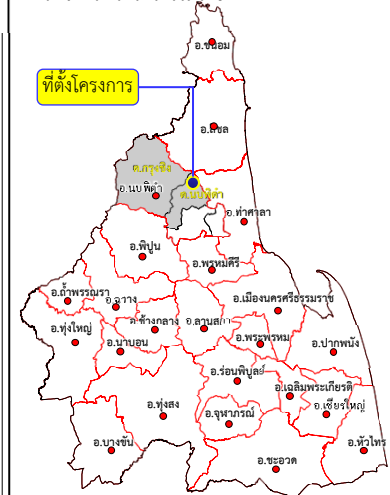 อ.ขนอม
ที่ตั้งโครงการ
อ.สิชล
ต.กรุงชิง
อ.นบพิตำ
ต.นบพิตำ
อ.ท่าศาลา
อ.พิปูน
อ.พรหมคีรี
อ.ถ้ำพรรณรา
อ.ฉวาง
อ.เมืองนครศรีธรรมราช
อ.ช้างกลาง
อ.ลานสกา
อ.ทุ่งใหญ่
อ.นาบอน
อ.พระพรหม
อ.ปากพนัง
อ.ร่อนพิบูลย์
อ.เฉลิมพระเกียรติ
อ.เชียรใหญ่
อ.ทุ่งสง
อ.จุฬาภรณ์
อ.บางขัน
อ.หัวไทร
อ.ชะอวด